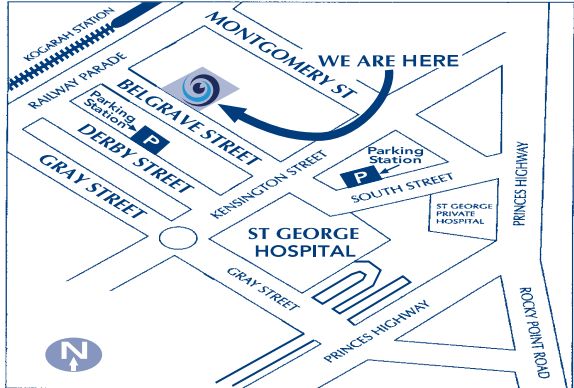 KOGARAH STATION
RAILWAY PARADE
MONTGOMERY ST
WE ARE HERE
BELGRAVE STREET
Parking
Station
P
DERBY STREET
GRAY STREET
KENSINGTON STREET
Parking
Station
P
SOUTH STREET
PRINCES HIGHWAY
ST GEORGE
PRIVATE
HOSPITAL
ST GEORGE
HOSPITAL
GRAY STREET
PRINCES HIGHWAY
ROCKY POINT ROAD
N